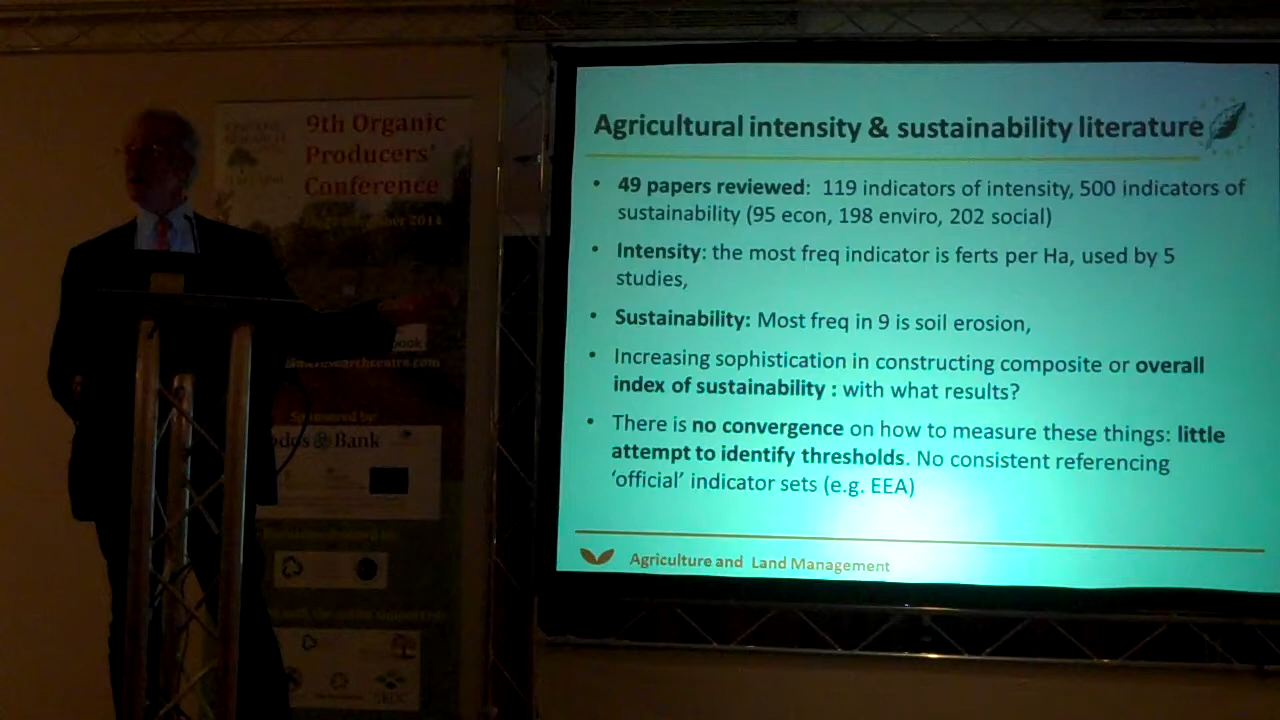 9th Organic
Producers'
Conference
2014
Sponsored by:
Bank
SRUC
Agricultural intensity & sustainability literature
• 49 papers reviewed: 119 indicators of intensity, 500 indicators of
sustainability (95 econ, 198 enviro, 202 social)
• Intensity: the most freq indicator is ferts per Ha, used by 5
studies,
• Sustainability: Most freq in 9 is soil erosion,
• Increasing sophistication in constructing composite or overall
index of sustainability : with what results?
• There is no convergence on how to measure these things: little
attempt to identify thresholds. No consistent referencing
'official' indicator sets (e.g. EEA)
Agriculture and Land Management